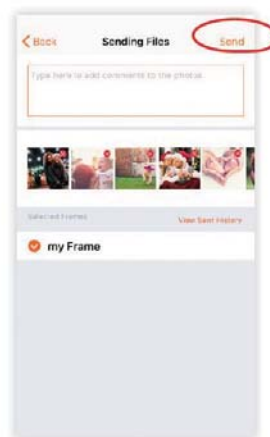 Back Sending Files Send
Type here to add comments to the photos.
Selected Frames View Sent History
my Frame